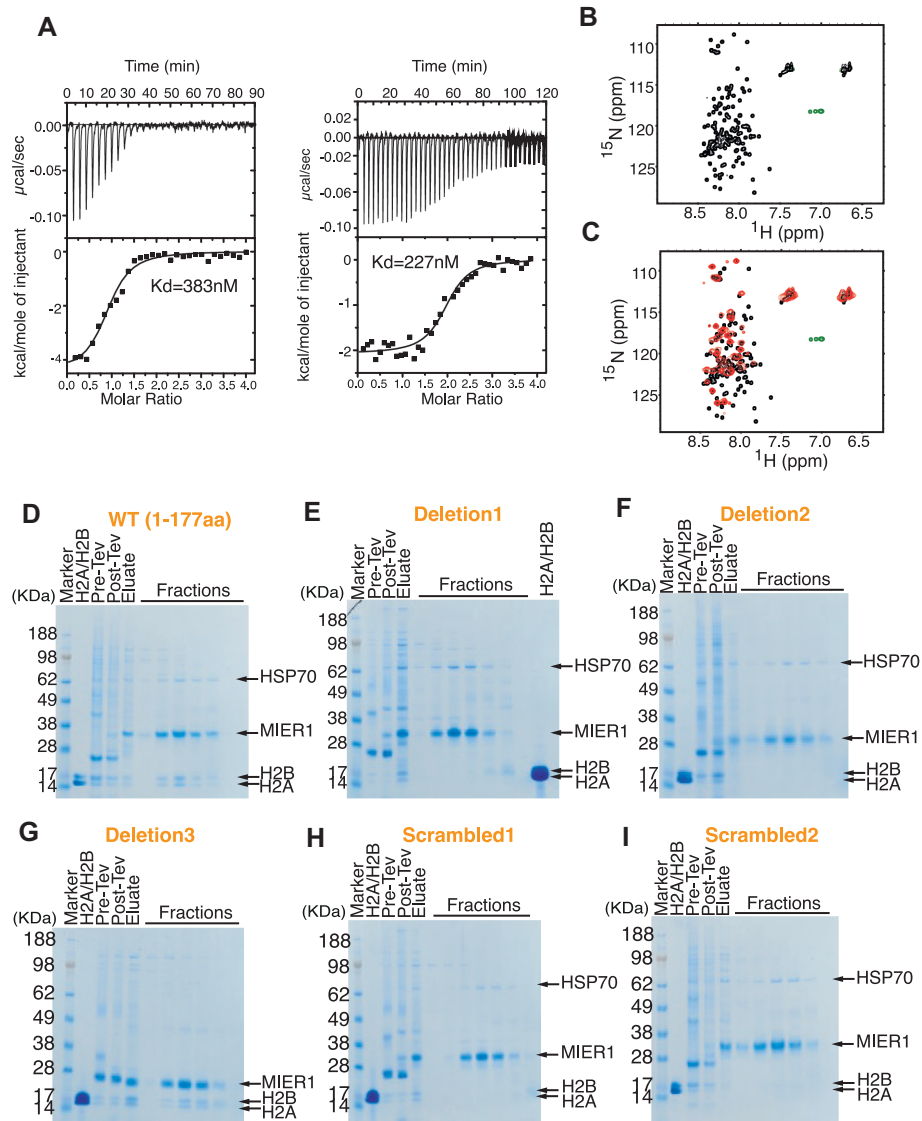 A
Time (min)
0 10 20 30 40 50 60 70 80 90
0.00
-0.05
-0.10
µcal/sec
0
-2
-4
kcal/mole of injectant
Kd=383nM
0.0 0.5 1.0 1.5 2.0 2.5 3.0 3.5 4.0
Molar Ratio
Time (min)
0 20 40 60 80 100 120
0.02
0.00
-0.02
-0.06
-0.10
µcal/sec
0
-1
-2
kcal/mole of injectant
Kd=227nM
0.0 0.5 1.0 1.5 2.0 2.5 3.0 3.5 4.0
Molar Ratio
B
110
115
120
125
15N (ppm)
8.5 8.0 7.5 7.0 6.5
1H (ppm)
C
110
115
120
125
15N (ppm)
8.5 8.0 7.5 7.0 6.5
1H (ppm)
D
WT (1-177aa)
Marker
H2A/H2B
Pre-Tev
Post-Tev
Eluate
Fractions
(KDa)
188
98
62
49
38
28
17
14
HSP70
MIER1
H2B
H2A
E
Deletion1
Marker
Pre-Tev
Post-Tev
Eluate
Fractions
H2A/H2B
(KDa)
188
98
62
49
38
28
17
14
HSP70
MIER1
H2B
H2A
F
Deletion2
Marker
H2A/H2B
Pre-Tev
Post-Tev
Eluate
Fractions
(KDa)
188
98
62
49
38
28
17
14
HSP70
MIER1
H2B
H2A
G
Deletion3
Marker
H2A/H2B
Pre-Tev
Post-Tev
Eluate
Fractions
(KDa)
188
98
62
49
38
28
17
14
MIER1
H2B
H2A
H
Scrambled1
Marker
H2A/H2B
Pre-Tev
Post-Tev
Eluate
Fractions
(KDa)
188
98
62
49
38
28
17
14
HSP70
MIER1
H2B
H2A
I
Scrambled2
Marker
H2A/H2B
Pre-Tev
Post-Tev
Eluate
Fractions
(KDa)
188
98
62
49
38
28
17
14
HSP70
MIER1
H2B
H2A